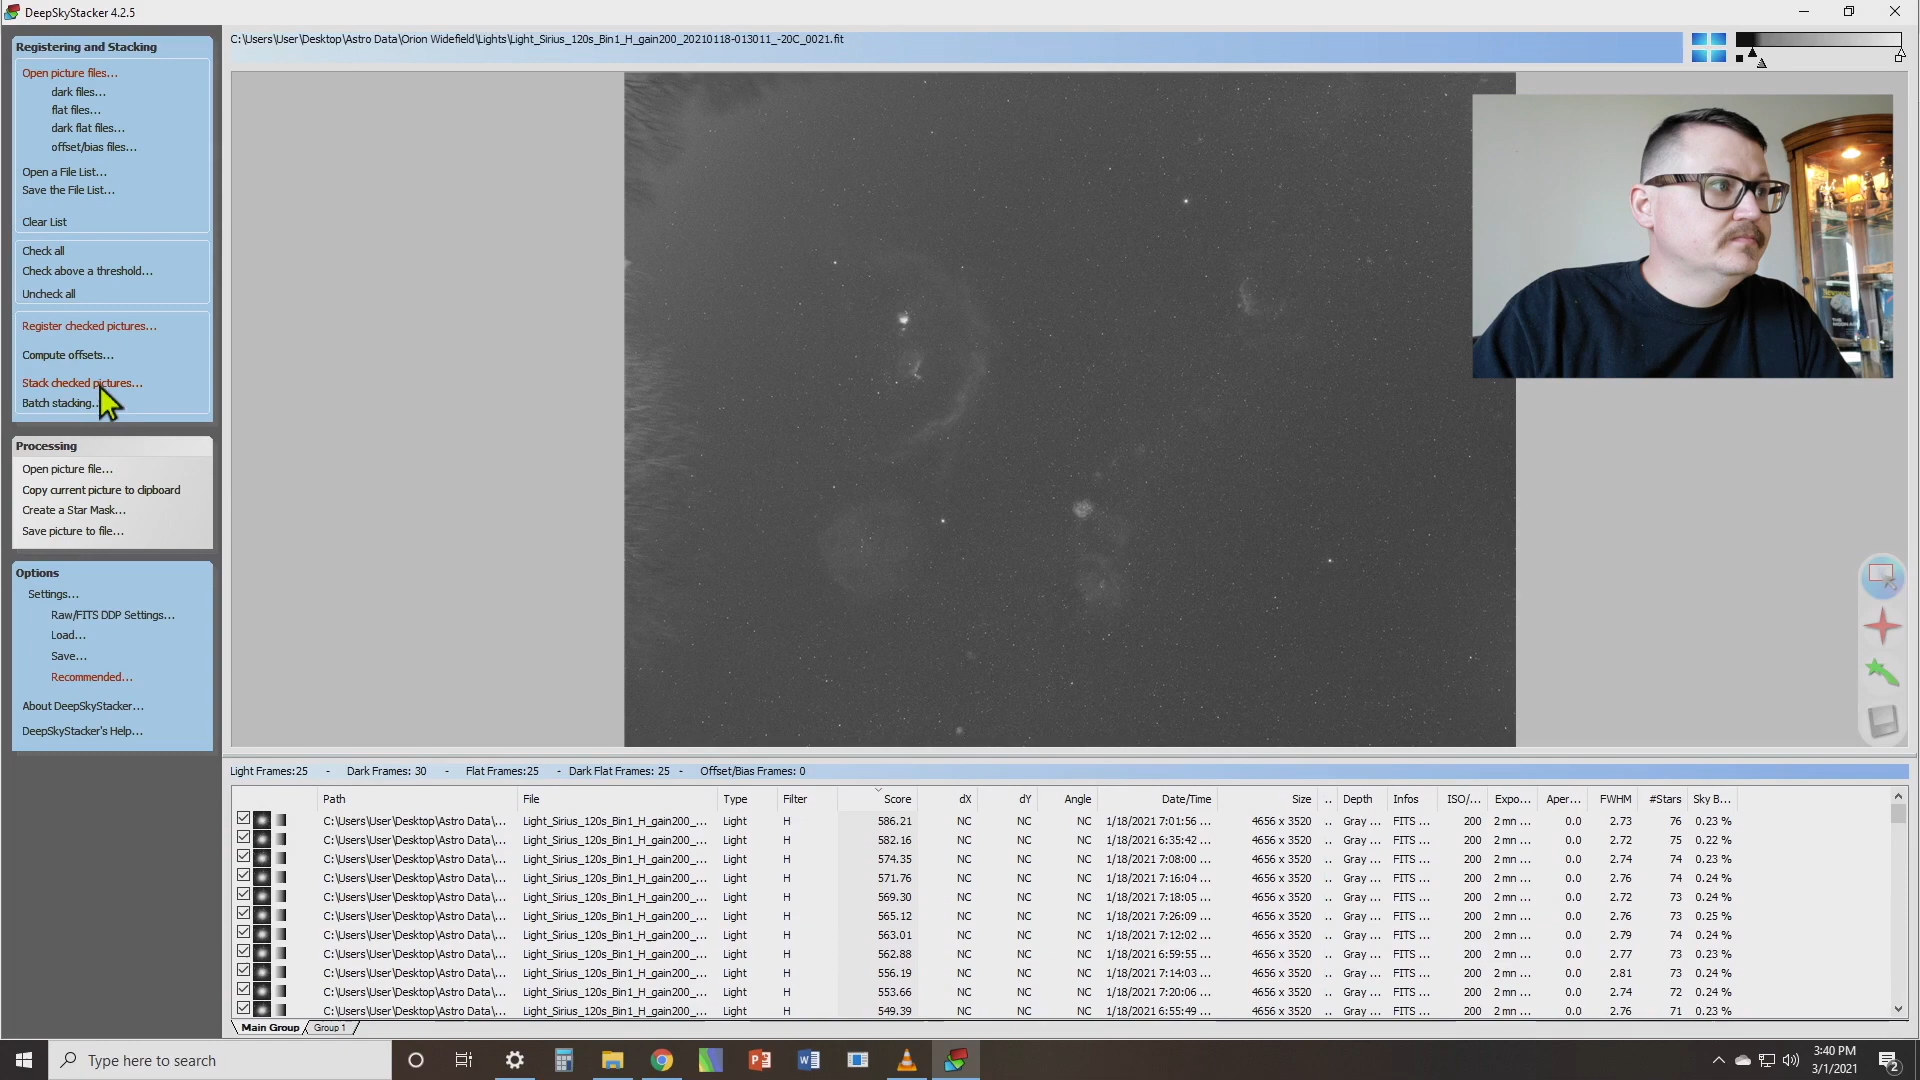 DeepSkyStacker 4.2.5
Registering and Stacking
Open picture files...
dark files...
flat files...
dark flat files...
offset/bias files...
Open a File List...
Save the File List...
Clear List
Check all
Check above a threshold...
Uncheck all
Register checked pictures...
Compute offsets...
Stack checked pictures...
Batch stacking...
Processing
Open picture file...
Copy current picture to clipboard
Create a Star Mask...
Save picture to file...
Options
Settings...
Raw/FITS DDP Settings...
Load...
Save...
Recommended...
About DeepSkyStacker...
DeepSkyStacker's Help...
C:\Users\User\Desktop\Astro Data\Orion Widefield\Lights\Light_Sirius_120s_Bin1_H_gain200_20210118-013011_-20C_0021.fit
Light Frames:25 - Dark Frames: 30 - Flat Frames:25 - Dark Flat Frames: 25 - Offset/Bias Frames: 0
Path File Type Filter Score dX dY Angle Date/Time Size .. Depth Infos ISO/... Expo... Aper... FWHM #Stars Sky B...
C:\Users\User\Desktop\Astro Data\... Light_Sirius_120s_Bin1_H_gain200_... Light H 586.21 NC NC NC 1/18/2021 7:01:56 ... 4656 x 3520 .. Gray ... FITS ... 200 2 mn ... 0.0 2.73 76 0.23 %
C:\Users\User\Desktop\Astro Data\... Light_Sirius_120s_Bin1_H_gain200_... Light H 582.16 NC NC NC 1/18/2021 6:35:42 ... 4656 x 3520 .. Gray ... FITS ... 200 2 mn ... 0.0 2.72 75 0.22 %
C:\Users\User\Desktop\Astro Data\... Light_Sirius_120s_Bin1_H_gain200_... Light H 574.35 NC NC NC 1/18/2021 7:08:00 ... 4656 x 3520 .. Gray ... FITS ... 200 2 mn ... 0.0 2.74 74 0.23 %
C:\Users\User\Desktop\Astro Data\... Light_Sirius_120s_Bin1_H_gain200_... Light H 571.76 NC NC NC 1/18/2021 7:16:04 ... 4656 x 3520 .. Gray ... FITS ... 200 2 mn ... 0.0 2.76 74 0.24 %
C:\Users\User\Desktop\Astro Data\... Light_Sirius_120s_Bin1_H_gain200_... Light H 569.30 NC NC NC 1/18/2021 7:18:05 ... 4656 x 3520 .. Gray ... FITS ... 200 2 mn ... 0.0 2.72 73 0.24 %
C:\Users\User\Desktop\Astro Data\... Light_Sirius_120s_Bin1_H_gain200_... Light H 565.12 NC NC NC 1/18/2021 7:26:09 ... 4656 x 3520 .. Gray ... FITS ... 200 2 mn ... 0.0 2.76 73 0.25 %
C:\Users\User\Desktop\Astro Data\... Light_Sirius_120s_Bin1_H_gain200_... Light H 563.01 NC NC NC 1/18/2021 7:12:02 ... 4656 x 3520 .. Gray ... FITS ... 200 2 mn ... 0.0 2.79 74 0.24 %
C:\Users\User\Desktop\Astro Data\... Light_Sirius_120s_Bin1_H_gain200_... Light H 562.88 NC NC NC 1/18/2021 6:59:55 ... 4656 x 3520 .. Gray ... FITS ... 200 2 mn ... 0.0 2.77 73 0.23 %
C:\Users\User\Desktop\Astro Data\... Light_Sirius_120s_Bin1_H_gain200_... Light H 556.19 NC NC NC 1/18/2021 7:14:03 ... 4656 x 3520 .. Gray ... FITS ... 200 2 mn ... 0.0 2.81 73 0.24 %
C:\Users\User\Desktop\Astro Data\... Light_Sirius_120s_Bin1_H_gain200_... Light H 553.66 NC NC NC 1/18/2021 7:20:06 ... 4656 x 3520 .. Gray ... FITS ... 200 2 mn ... 0.0 2.74 72 0.24 %
C:\Users\User\Desktop\Astro Data\... Light_Sirius_120s_Bin1_H_gain200_... Light H 549.39 NC NC NC 1/18/2021 6:55:49 ... 4656 x 3520 .. Gray ... FITS ... 200 2 mn ... 0.0 2.76 71 0.23 %
Main Group Group 1
Type here to search
3:40 PM
3/1/2021
2